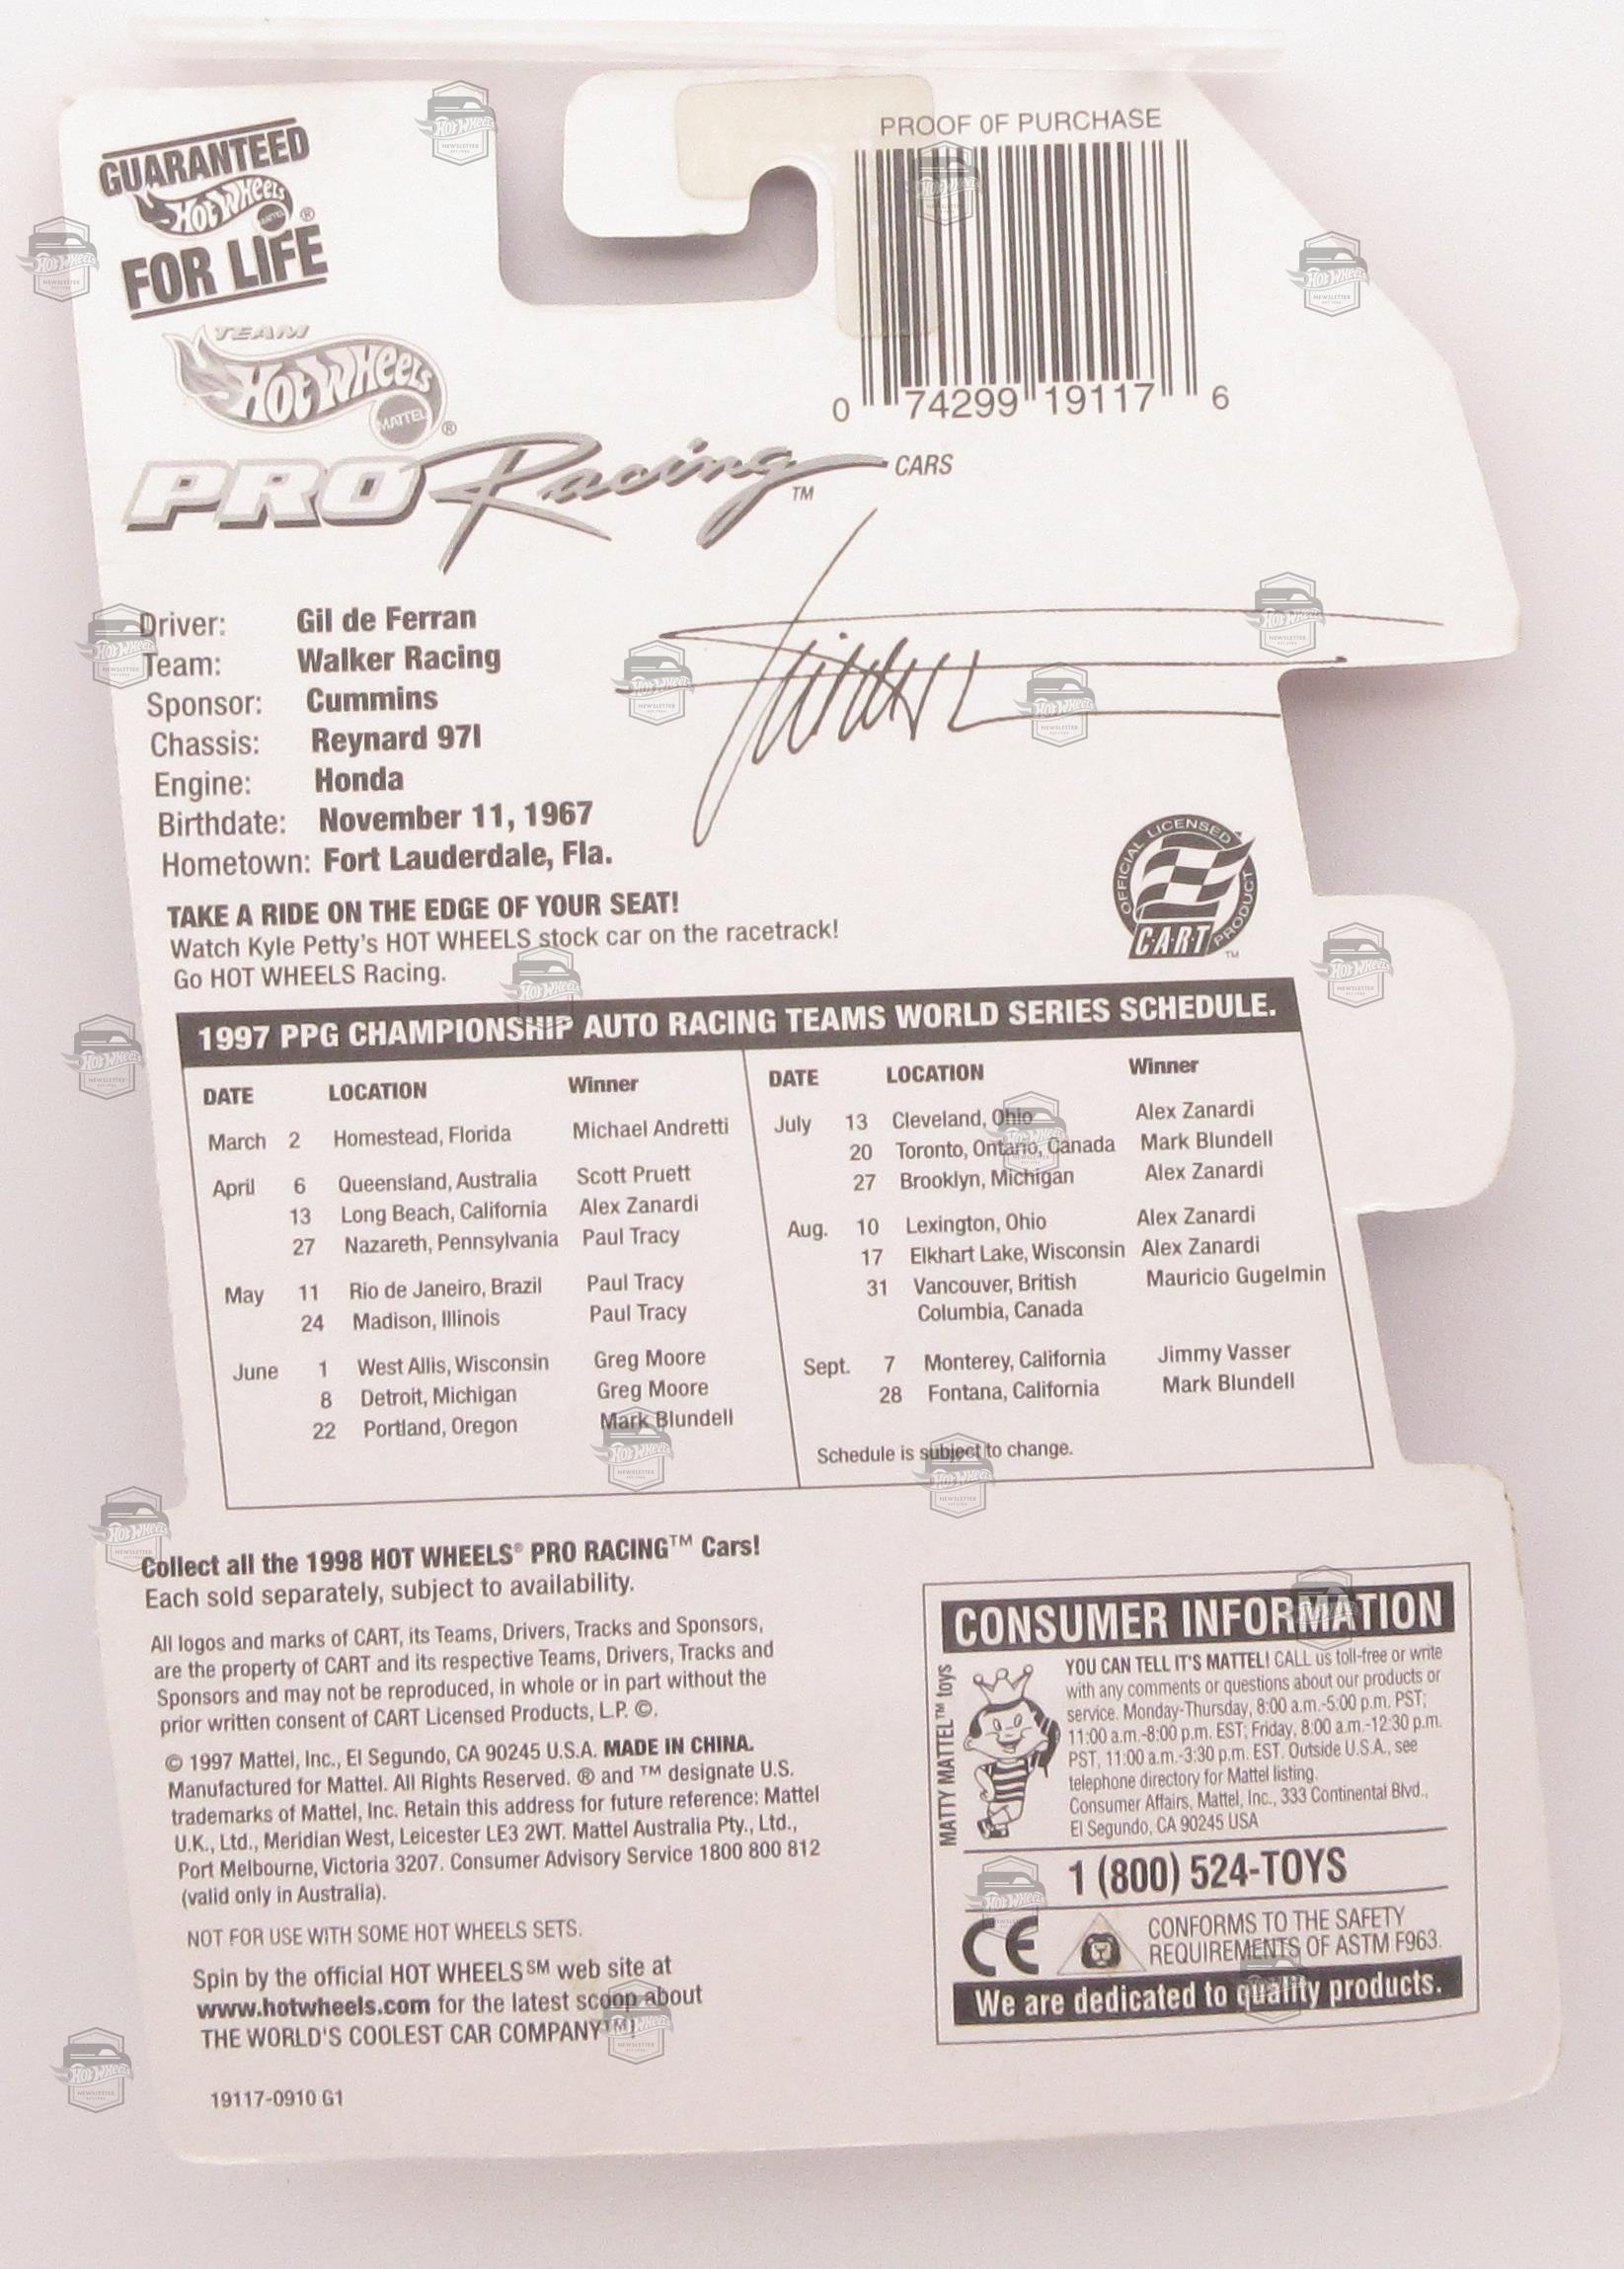 GUARANTEED
Hot Wheels
MATTEL
®
FOR LIFE
PROOF OF PURCHASE
0 74299 19117 6
TEAM
Hot Wheels
MATTEL
®
PRO Racing™ CARS
Driver: Gil de Ferran
Team: Walker Racing
Sponsor: Cummins
Chassis: Reynard 97I
Engine: Honda
Birthdate: November 11, 1967
Hometown: Fort Lauderdale, Fla.
OFFICIAL LICENSED PRODUCT
CART
TM
TAKE A RIDE ON THE EDGE OF YOUR SEAT!
Watch Kyle Petty's HOT WHEELS stock car on the racetrack!
Go HOT WHEELS Racing.
1997 PPG CHAMPIONSHIP AUTO RACING TEAMS WORLD SERIES SCHEDULE.
DATE LOCATION Winner
March 2 Homestead, Florida Michael Andretti
April 6 Queensland, Australia Scott Pruett
13 Long Beach, California Alex Zanardi
27 Nazareth, Pennsylvania Paul Tracy
May 11 Rio de Janeiro, Brazil Paul Tracy
24 Madison, Illinois Paul Tracy
June 1 West Allis, Wisconsin Greg Moore
8 Detroit, Michigan Greg Moore
22 Portland, Oregon Mark Blundell
DATE LOCATION Winner
July 13 Cleveland, Ohio Alex Zanardi
20 Toronto, Ontario, Canada Mark Blundell
27 Brooklyn, Michigan Alex Zanardi
Aug. 10 Lexington, Ohio Alex Zanardi
17 Elkhart Lake, Wisconsin Alex Zanardi
31 Vancouver, British Mauricio Gugelmin
Columbia, Canada
Sept. 7 Monterey, California Jimmy Vasser
28 Fontana, California Mark Blundell
Schedule is subject to change.
Collect all the 1998 HOT WHEELS® PRO RACING™ Cars!
Each sold separately, subject to availability.
All logos and marks of CART, its Teams, Drivers, Tracks and Sponsors,
are the property of CART and its respective Teams, Drivers, Tracks and
Sponsors and may not be reproduced, in whole or in part without the
prior written consent of CART Licensed Products, L.P. ©.
© 1997 Mattel, Inc., El Segundo, CA 90245 U.S.A. MADE IN CHINA.
Manufactured for Mattel. All Rights Reserved. ® and ™ designate U.S.
trademarks of Mattel, Inc. Retain this address for future reference: Mattel
U.K., Ltd., Meridian West, Leicester LE3 2WT. Mattel Australia Pty., Ltd.,
Port Melbourne, Victoria 3207. Consumer Advisory Service 1800 800 812
(valid only in Australia).
NOT FOR USE WITH SOME HOT WHEELS SETS.
Spin by the official HOT WHEELS℠ web site at
www.hotwheels.com for the latest scoop about
THE WORLD'S COOLEST CAR COMPANY™!
19117-0910 G1
CONSUMER INFORMATION
MATTY MATTEL™ toys
YOU CAN TELL IT'S MATTEL! CALL us toll-free or write
with any comments or questions about our products or
service. Monday-Thursday, 8:00 a.m.-5:00 p.m. PST;
11:00 a.m.-8:00 p.m. EST; Friday, 8:00 a.m.-12:30 p.m.
PST, 11:00 a.m.-3:30 p.m. EST. Outside U.S.A., see
telephone directory for Mattel listing.
Consumer Affairs, Mattel, Inc., 333 Continental Blvd.,
El Segundo, CA 90245 USA
1 (800) 524-TOYS
CE
CONFORMS TO THE SAFETY
REQUIREMENTS OF ASTM F963.
We are dedicated to quality products.
Hot Wheels
NEWSLETTER